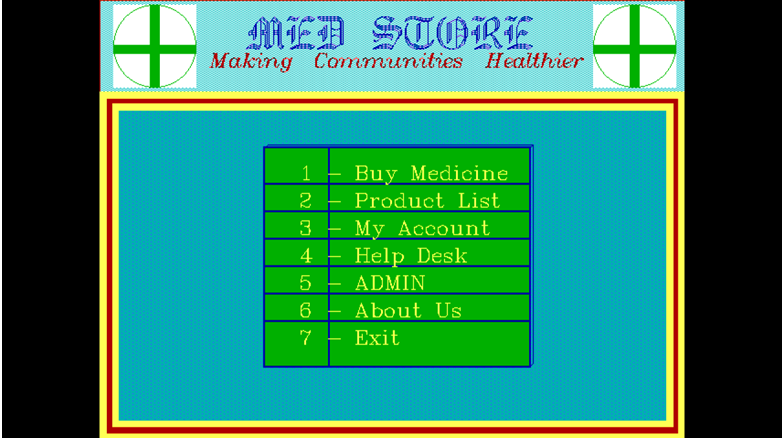 MED STORE
Making Communities Healthier
1 - Buy Medicine
2 - Product List
3 - My Account
4 - Help Desk
5 - ADMIN
6 - About Us
7 - Exit